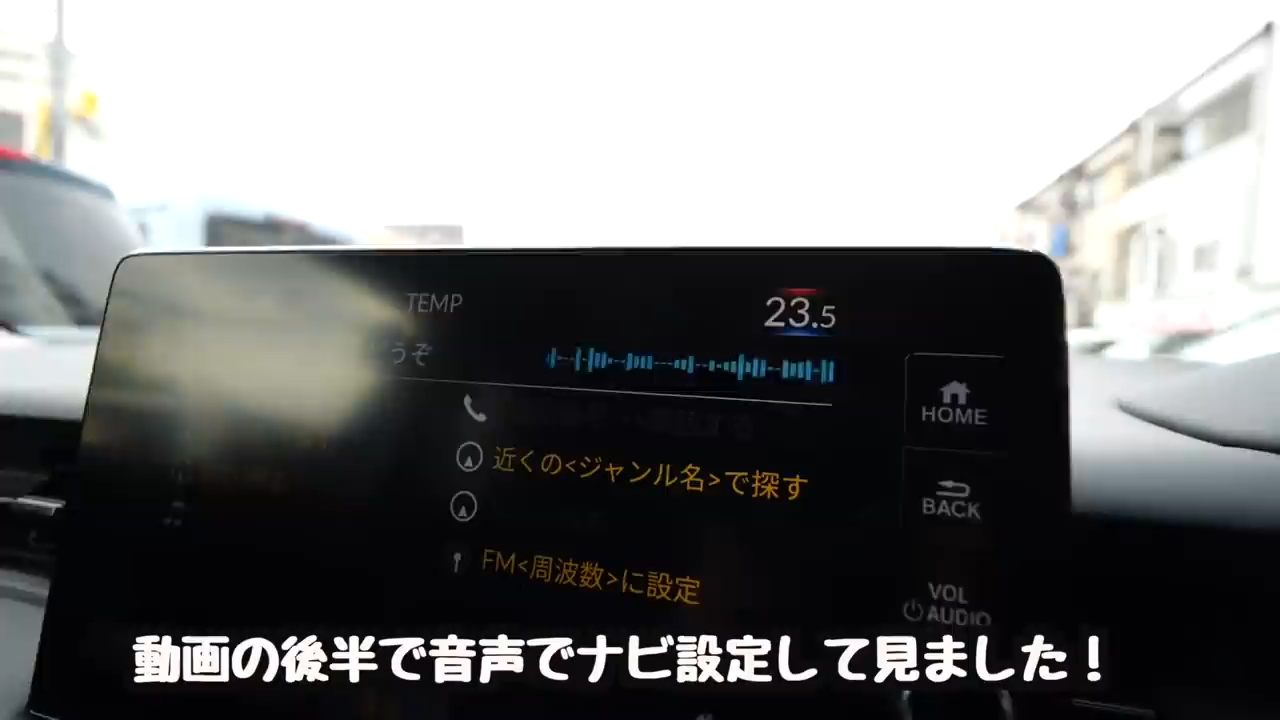 TEMP
23.5
うぞ
HOME
近くの<ジャンル名>で探す
BACK
FM<周波数>に設定
VOL
AUDIO
動画の後半で音声でナビ設定して見ました！